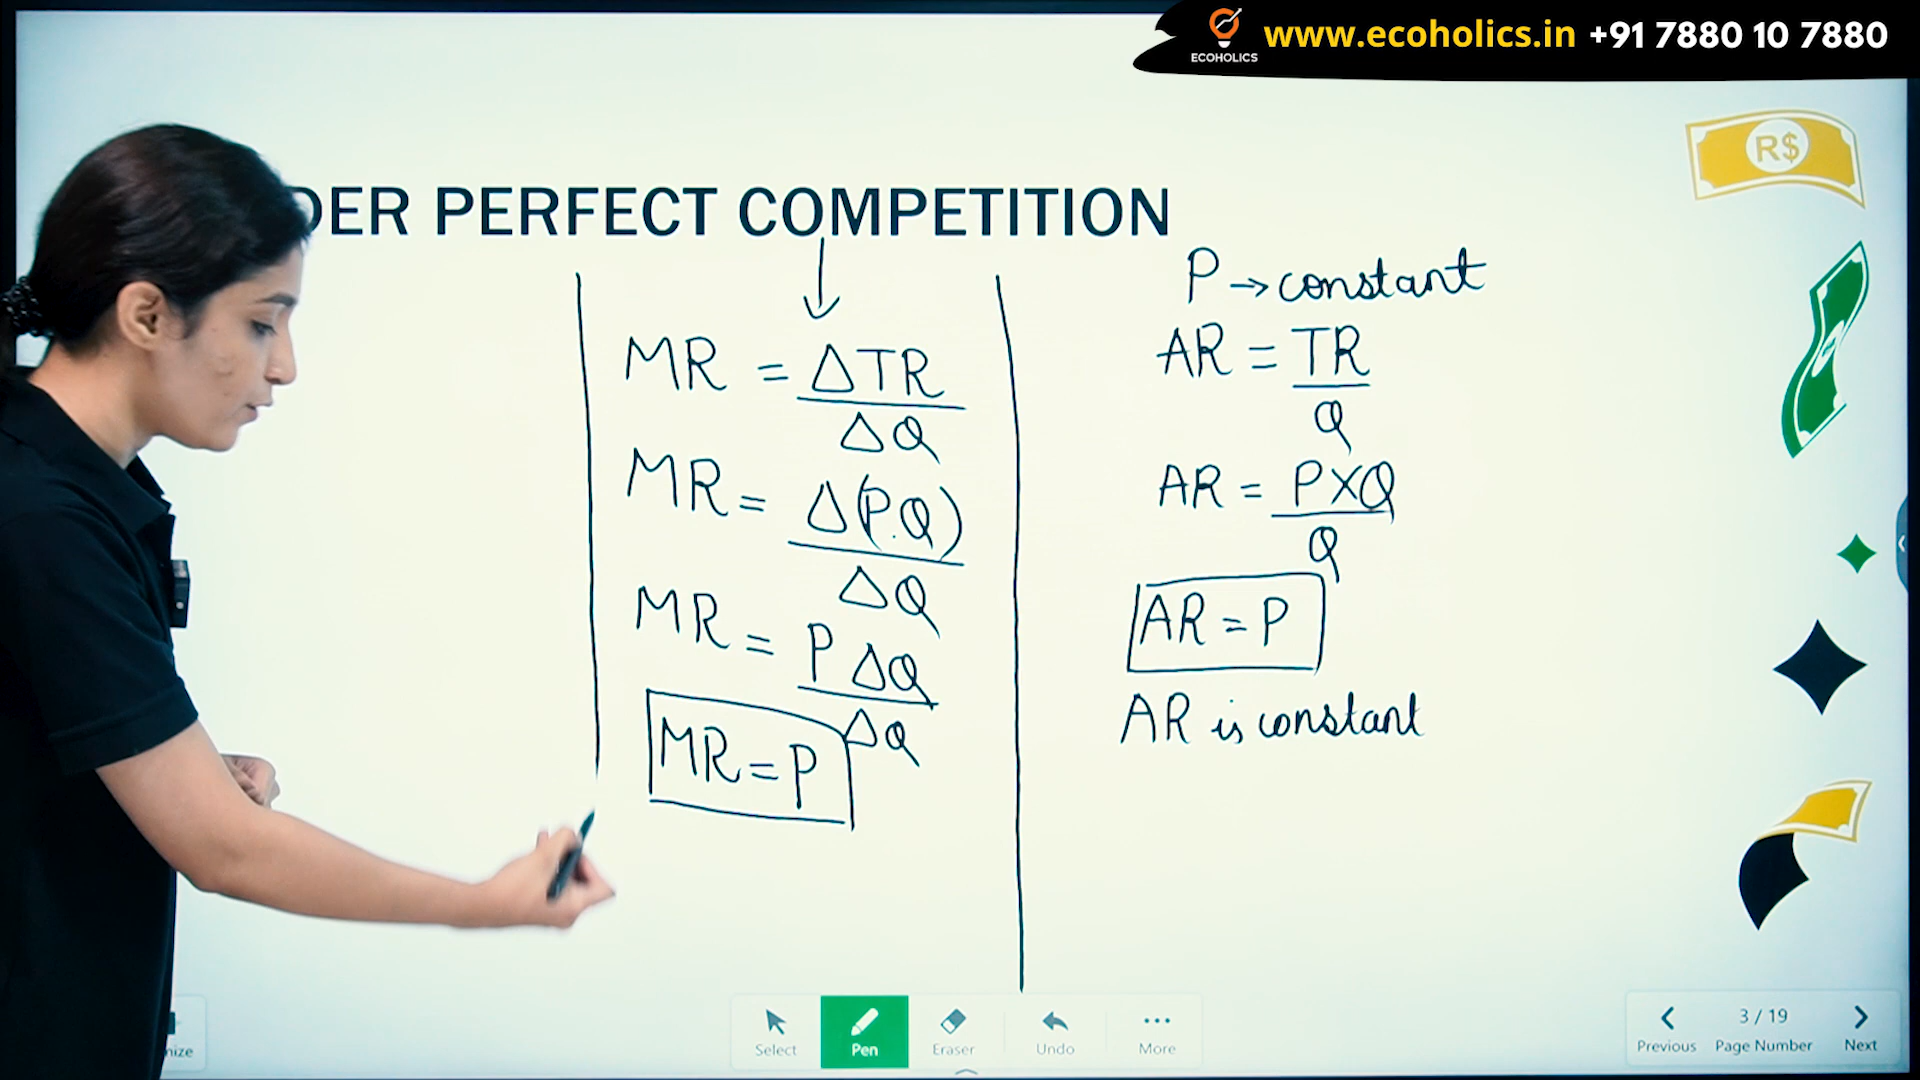 ECOHOLICS
www.ecoholics.in +91 7880 10 7880
R$
DER PERFECT COMPETITION
MR = ΔTR
ΔQ
MR = Δ(P.Q)
ΔQ
MR = P ΔQ
ΔQ
MR = P
P → constant
AR = TR
Q
AR = P X Q
Q
AR = P
AR is constant
nize
Select
Pen
Eraser
Undo
More
Previous
3 / 19
Page Number
Next